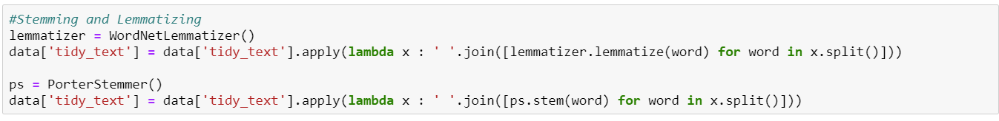 #Stemming and Lemmatizing
lemmatizer = WordNetLemmatizer()
data['tidy_text'] = data['tidy_text'].apply(lambda x : ' '.join([lemmatizer.lemmatize(word) for word in x.split()]))
ps = PorterStemmer()
data['tidy_text'] = data['tidy_text'].apply(lambda x : ' '.join([ps.stem(word) for word in x.split()]))